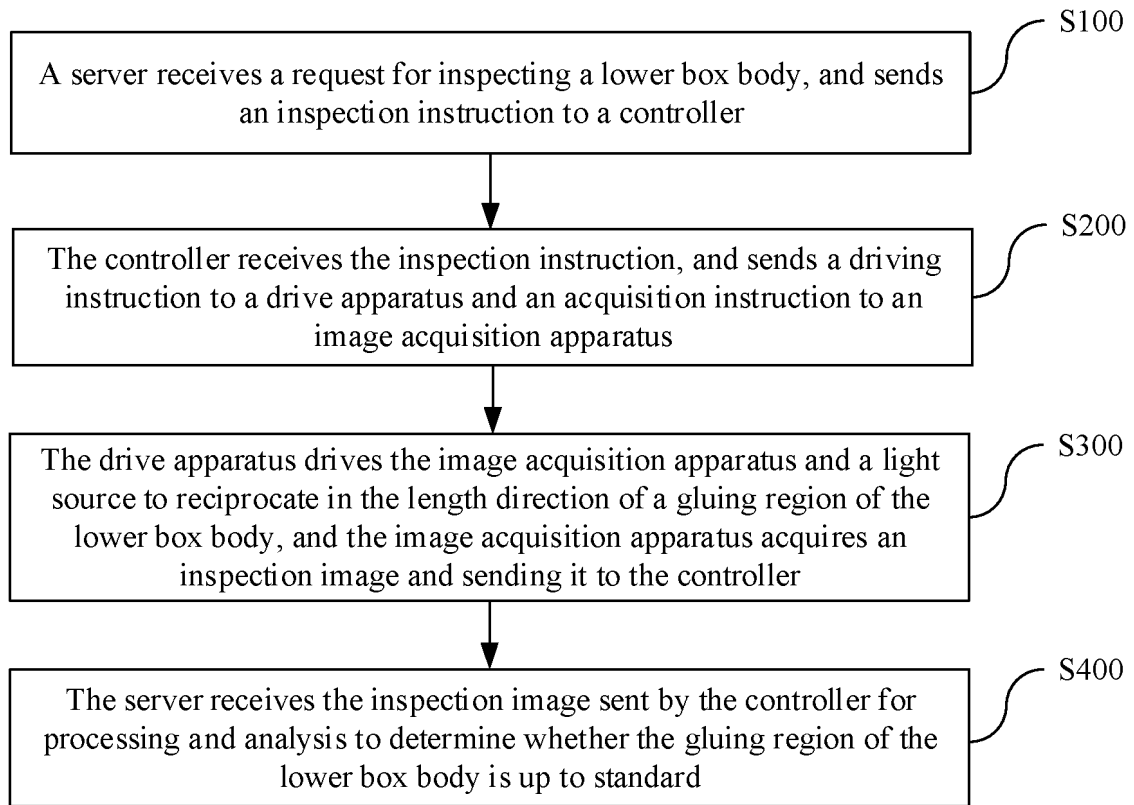 S100
A server receives a request for inspecting a lower box body, and sends
an inspection instruction to a controller
S200
The controller receives the inspection instruction, and sends a driving
instruction to a drive apparatus and an acquisition instruction to an
image acquisition apparatus
S300
The drive apparatus drives the image acquisition apparatus and a light
source to reciprocate in the length direction of a gluing region of the
lower box body, and the image acquisition apparatus acquires an
inspection image and sending it to the controller
S400
The server receives the inspection image sent by the controller for
processing and analysis to determine whether the gluing region of the
lower box body is up to standard